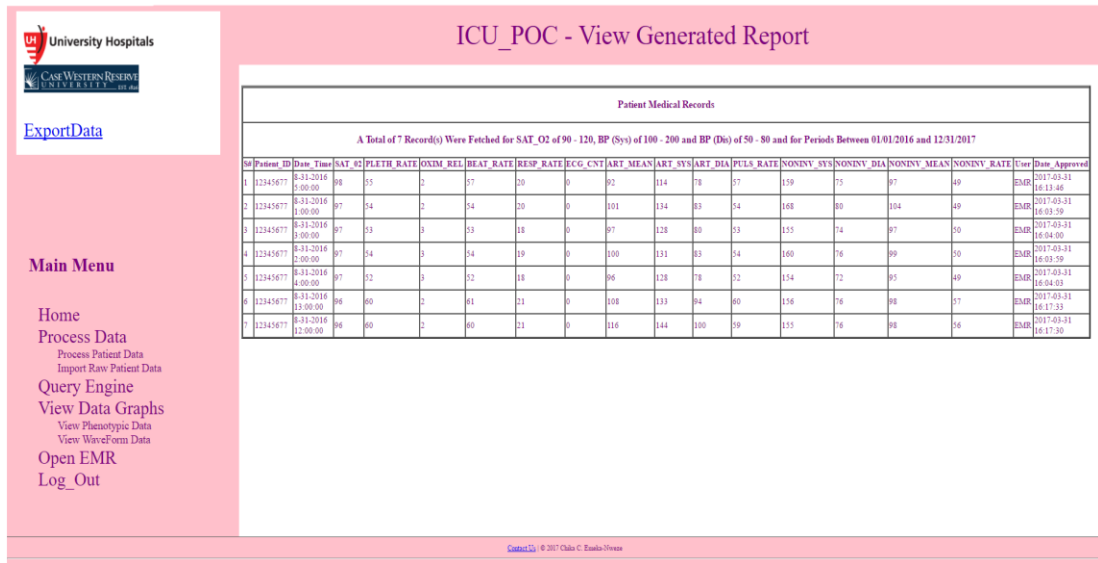 ICU_POC - View Generated Report
UH University Hospitals
CASE WESTERN RESERVE
UNIVERSITY EST. 1826
ExportData
Main Menu
Home
Process Data
Process Patient Data
Import Raw Patient Data
Query Engine
View Data Graphs
View Phenotypic Data
View WaveForm Data
Open EMR
Log_Out
Patient Medical Records
A Total of 7 Record(s) Were Fetched for SAT_O2 of 90 - 120, BP (Sys) of 100 - 200 and BP (Dis) of 50 - 80 and for Periods Between 01/01/2016 and 12/31/2017
S# Patient_ID Date_Time SAT_02 PLETH_RATE OXIM_REL BEAT_RATE RESP_RATE ECG_CNT ART_MEAN ART_SYS ART_DIA PULS_RATE NONINV_SYS NONINV_DIA NONINV_MEAN NONINV_RATE User Date_Approved
1 12345677 8-31-2016 5:00:00 98 55 2 57 20 0 92 114 78 57 159 75 97 49 EMR 2017-03-31 16:13:46
2 12345677 8-31-2016 1:00:00 97 54 2 54 20 0 101 134 83 54 168 80 104 49 EMR 2017-03-31 16:03:59
3 12345677 8-31-2016 3:00:00 97 53 3 53 18 0 97 128 80 53 155 74 97 50 EMR 2017-03-31 16:04:00
4 12345677 8-31-2016 2:00:00 97 54 3 54 19 0 100 131 83 54 160 76 99 50 EMR 2017-03-31 16:03:59
5 12345677 8-31-2016 4:00:00 97 52 3 52 18 0 96 128 78 52 154 72 95 49 EMR 2017-03-31 16:04:03
6 12345677 8-31-2016 13:00:00 96 60 2 61 21 0 108 133 94 60 156 76 98 57 EMR 2017-03-31 16:17:33
7 12345677 8-31-2016 12:00:00 96 60 2 60 21 0 116 144 100 59 155 76 98 56 EMR 2017-03-31 16:17:30
Contact Us | © 2017 Chiko C. Emeka-Nweze